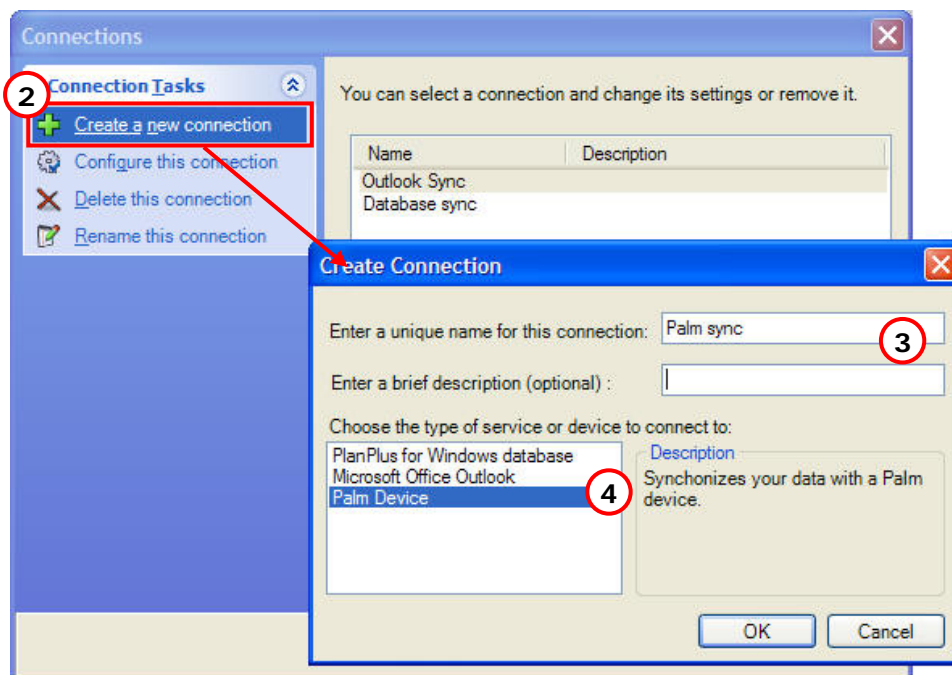 Connections
2
Connection Tasks
Create a new connection
Configure this connection
Delete this connection
Rename this connection
You can select a connection and change its settings or remove it.
Name Description
Outlook Sync
Database sync
Create Connection
Enter a unique name for this connection: Palm sync
3
Enter a brief description (optional) :
Choose the type of service or device to connect to:
PlanPlus for Windows database
Microsoft Office Outlook
Palm Device
4
Description
Synchonizes your data with a Palm
device.
OK Cancel